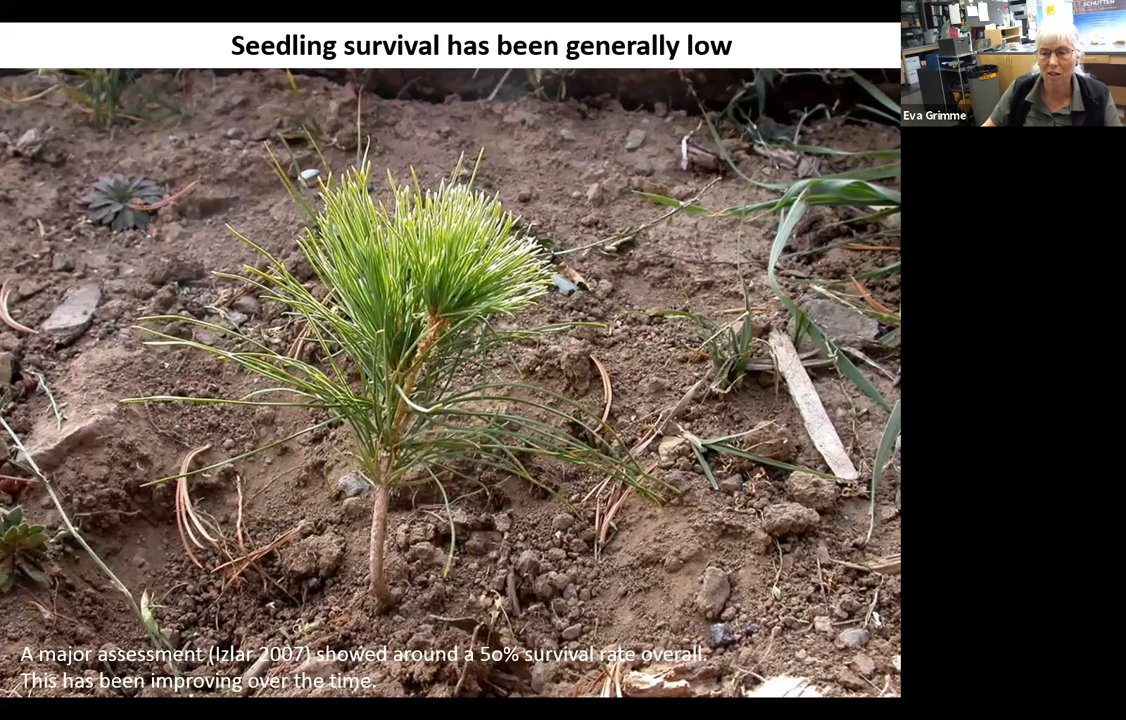 Seedling survival has been generally low
SCHUTTER
Eva Grimme
A major assessment (Izlar 2007) showed around a 50% survival rate overall.
This has been improving over the time.